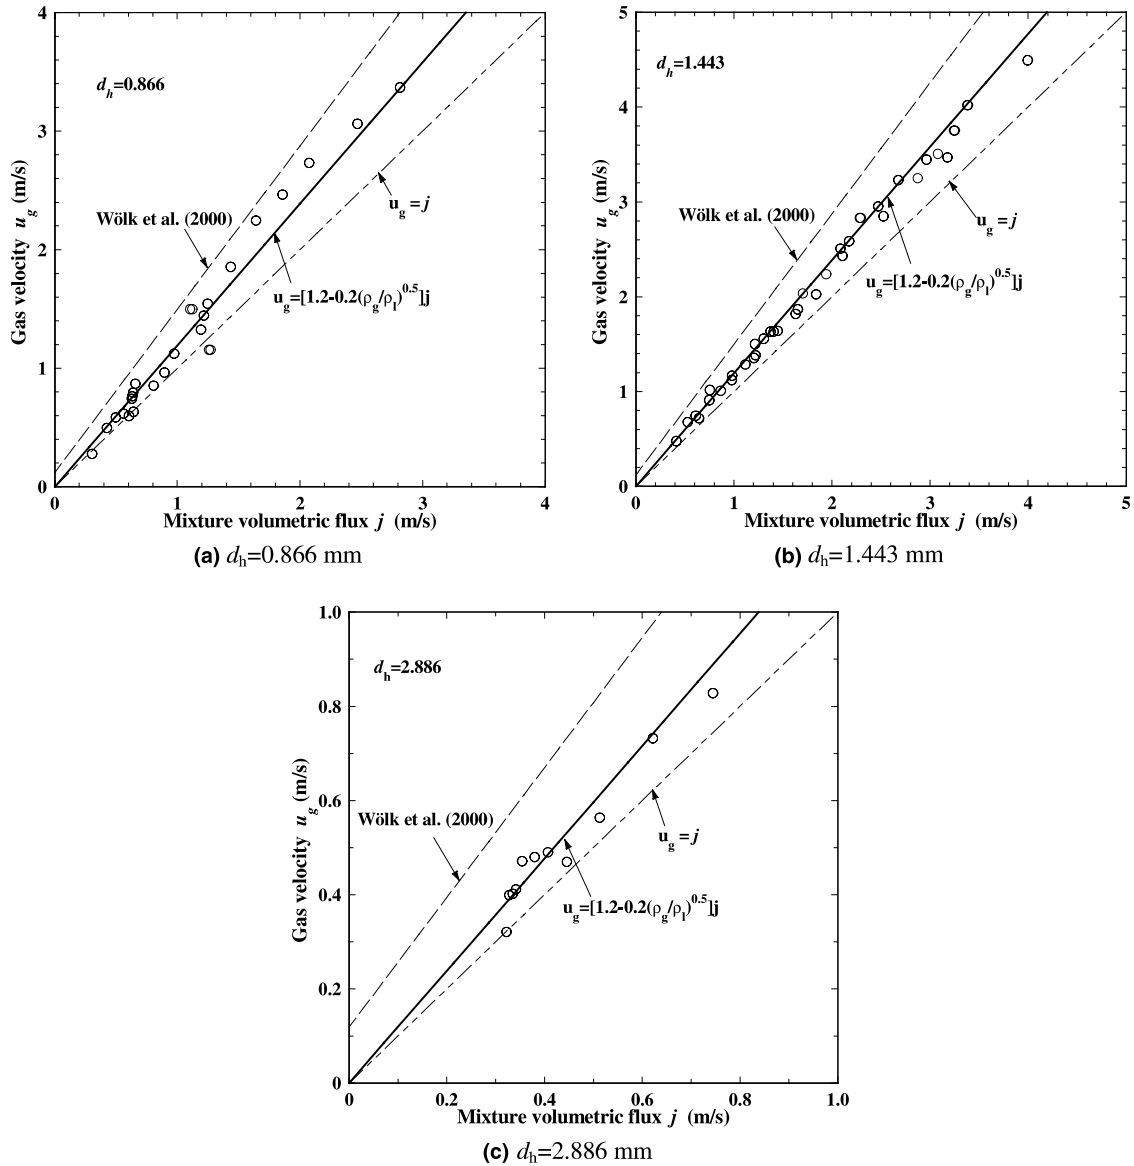 4
3
2
1
0
Gas velocity u_g (m/s)
d_h=0.866
Wölk et al. (2000)
u_g = j
u_g=[1.2-0.2(ρ_g/ρ_l)^0.5]j
0 1 2 3 4
Mixture volumetric flux j (m/s)
(a) d_h=0.866 mm
5
4
3
2
1
0
Gas velocity u_g (m/s)
d_h=1.443
Wölk et al.
(2000)
u_g = j
u_g=[1.2-0.2(ρ_g/ρ_l)^0.5]j
0 1 2 3 4 5
Mixture volumetric flux j (m/s)
(b) d_h=1.443 mm
1.0
0.8
0.6
0.4
0.2
0
Gas velocity u_g (m/s)
d_h=2.886
Wölk et al. (2000)
u_g = j
u_g=[1.2-0.2(ρ_g/ρ_l)^0.5]j
0 0.2 0.4 0.6 0.8 1.0
Mixture volumetric flux j (m/s)
(c) d_h=2.886 mm